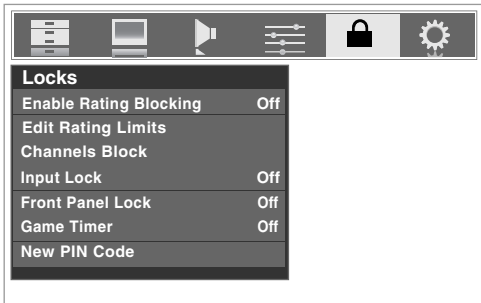 Locks
Enable Rating Blocking Off
Edit Rating Limits
Channels Block
Input Lock Off
Front Panel Lock Off
Game Timer Off
New PIN Code